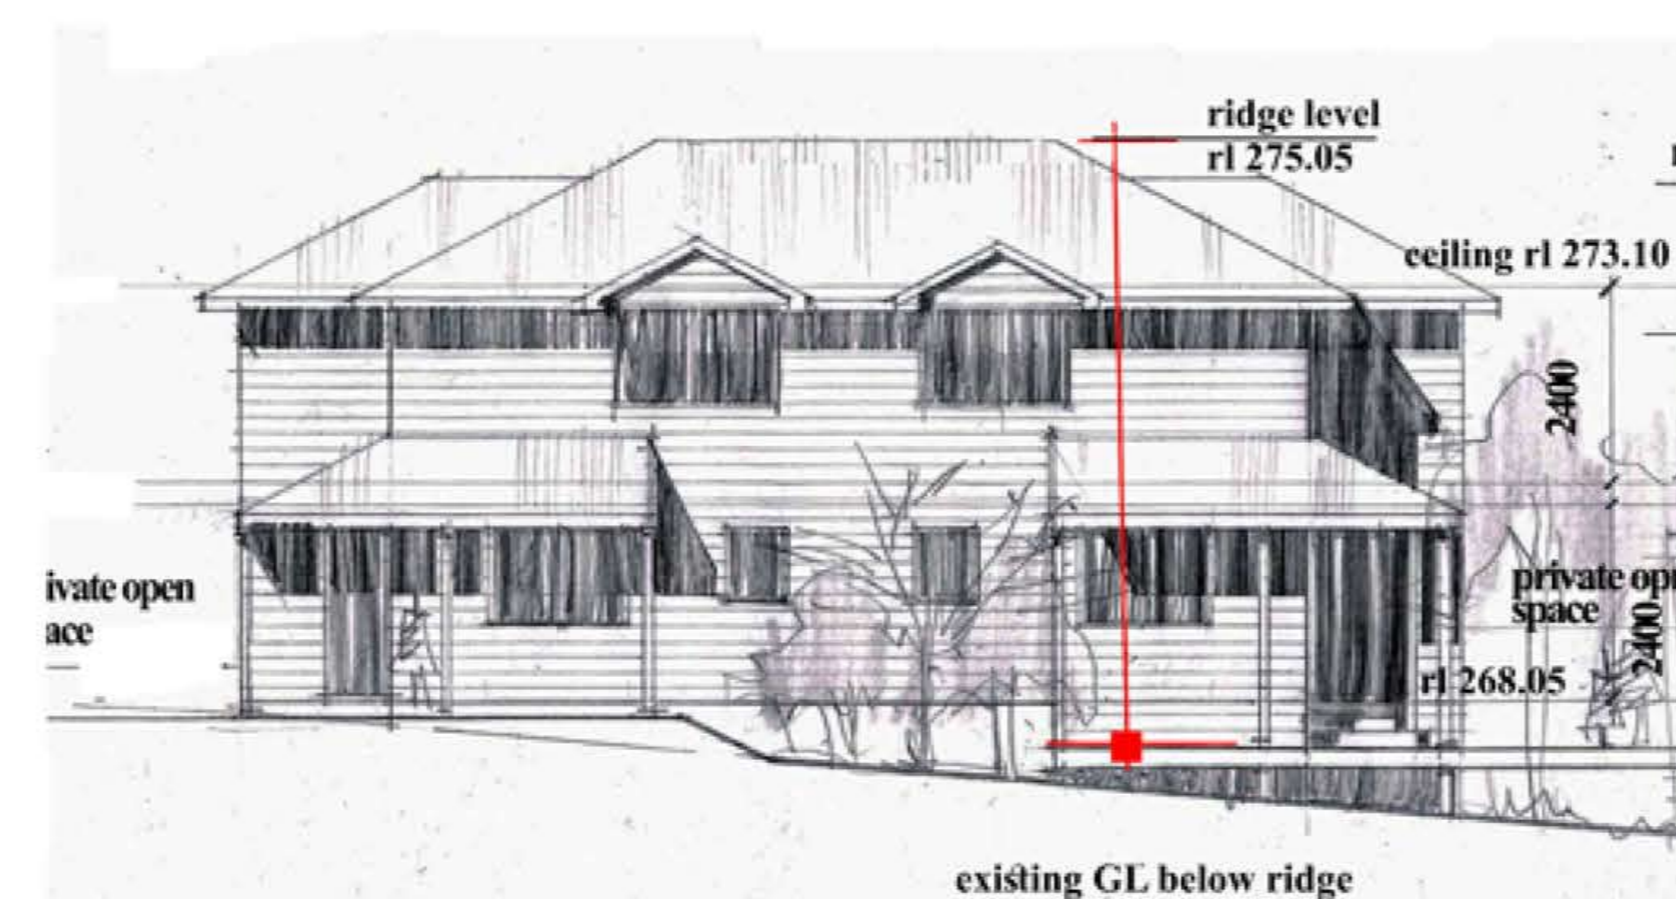 ridge level
rl 275.05
ceiling rl 273.10
2400
ivate open
ace
private op
space
2400
rl 268.05
existing GL below ridge